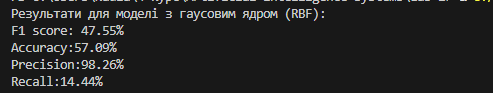 Результати для моделі з гаусовим ядром (RBF):
F1 score: 47.55%
Accuracy:57.09%
Precision:98.26%
Recall:14.44%